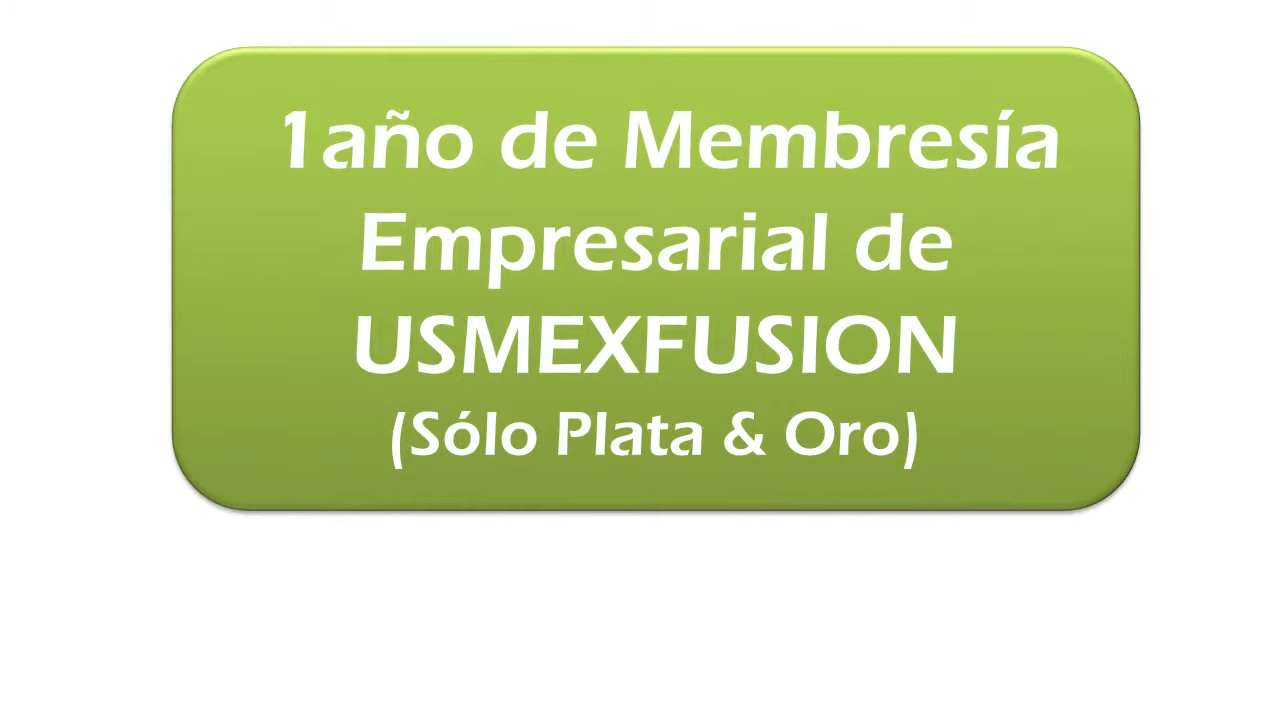 1año de Membresía
Empresarial de
USMEXFUSION
(Sólo Plata & Oro)